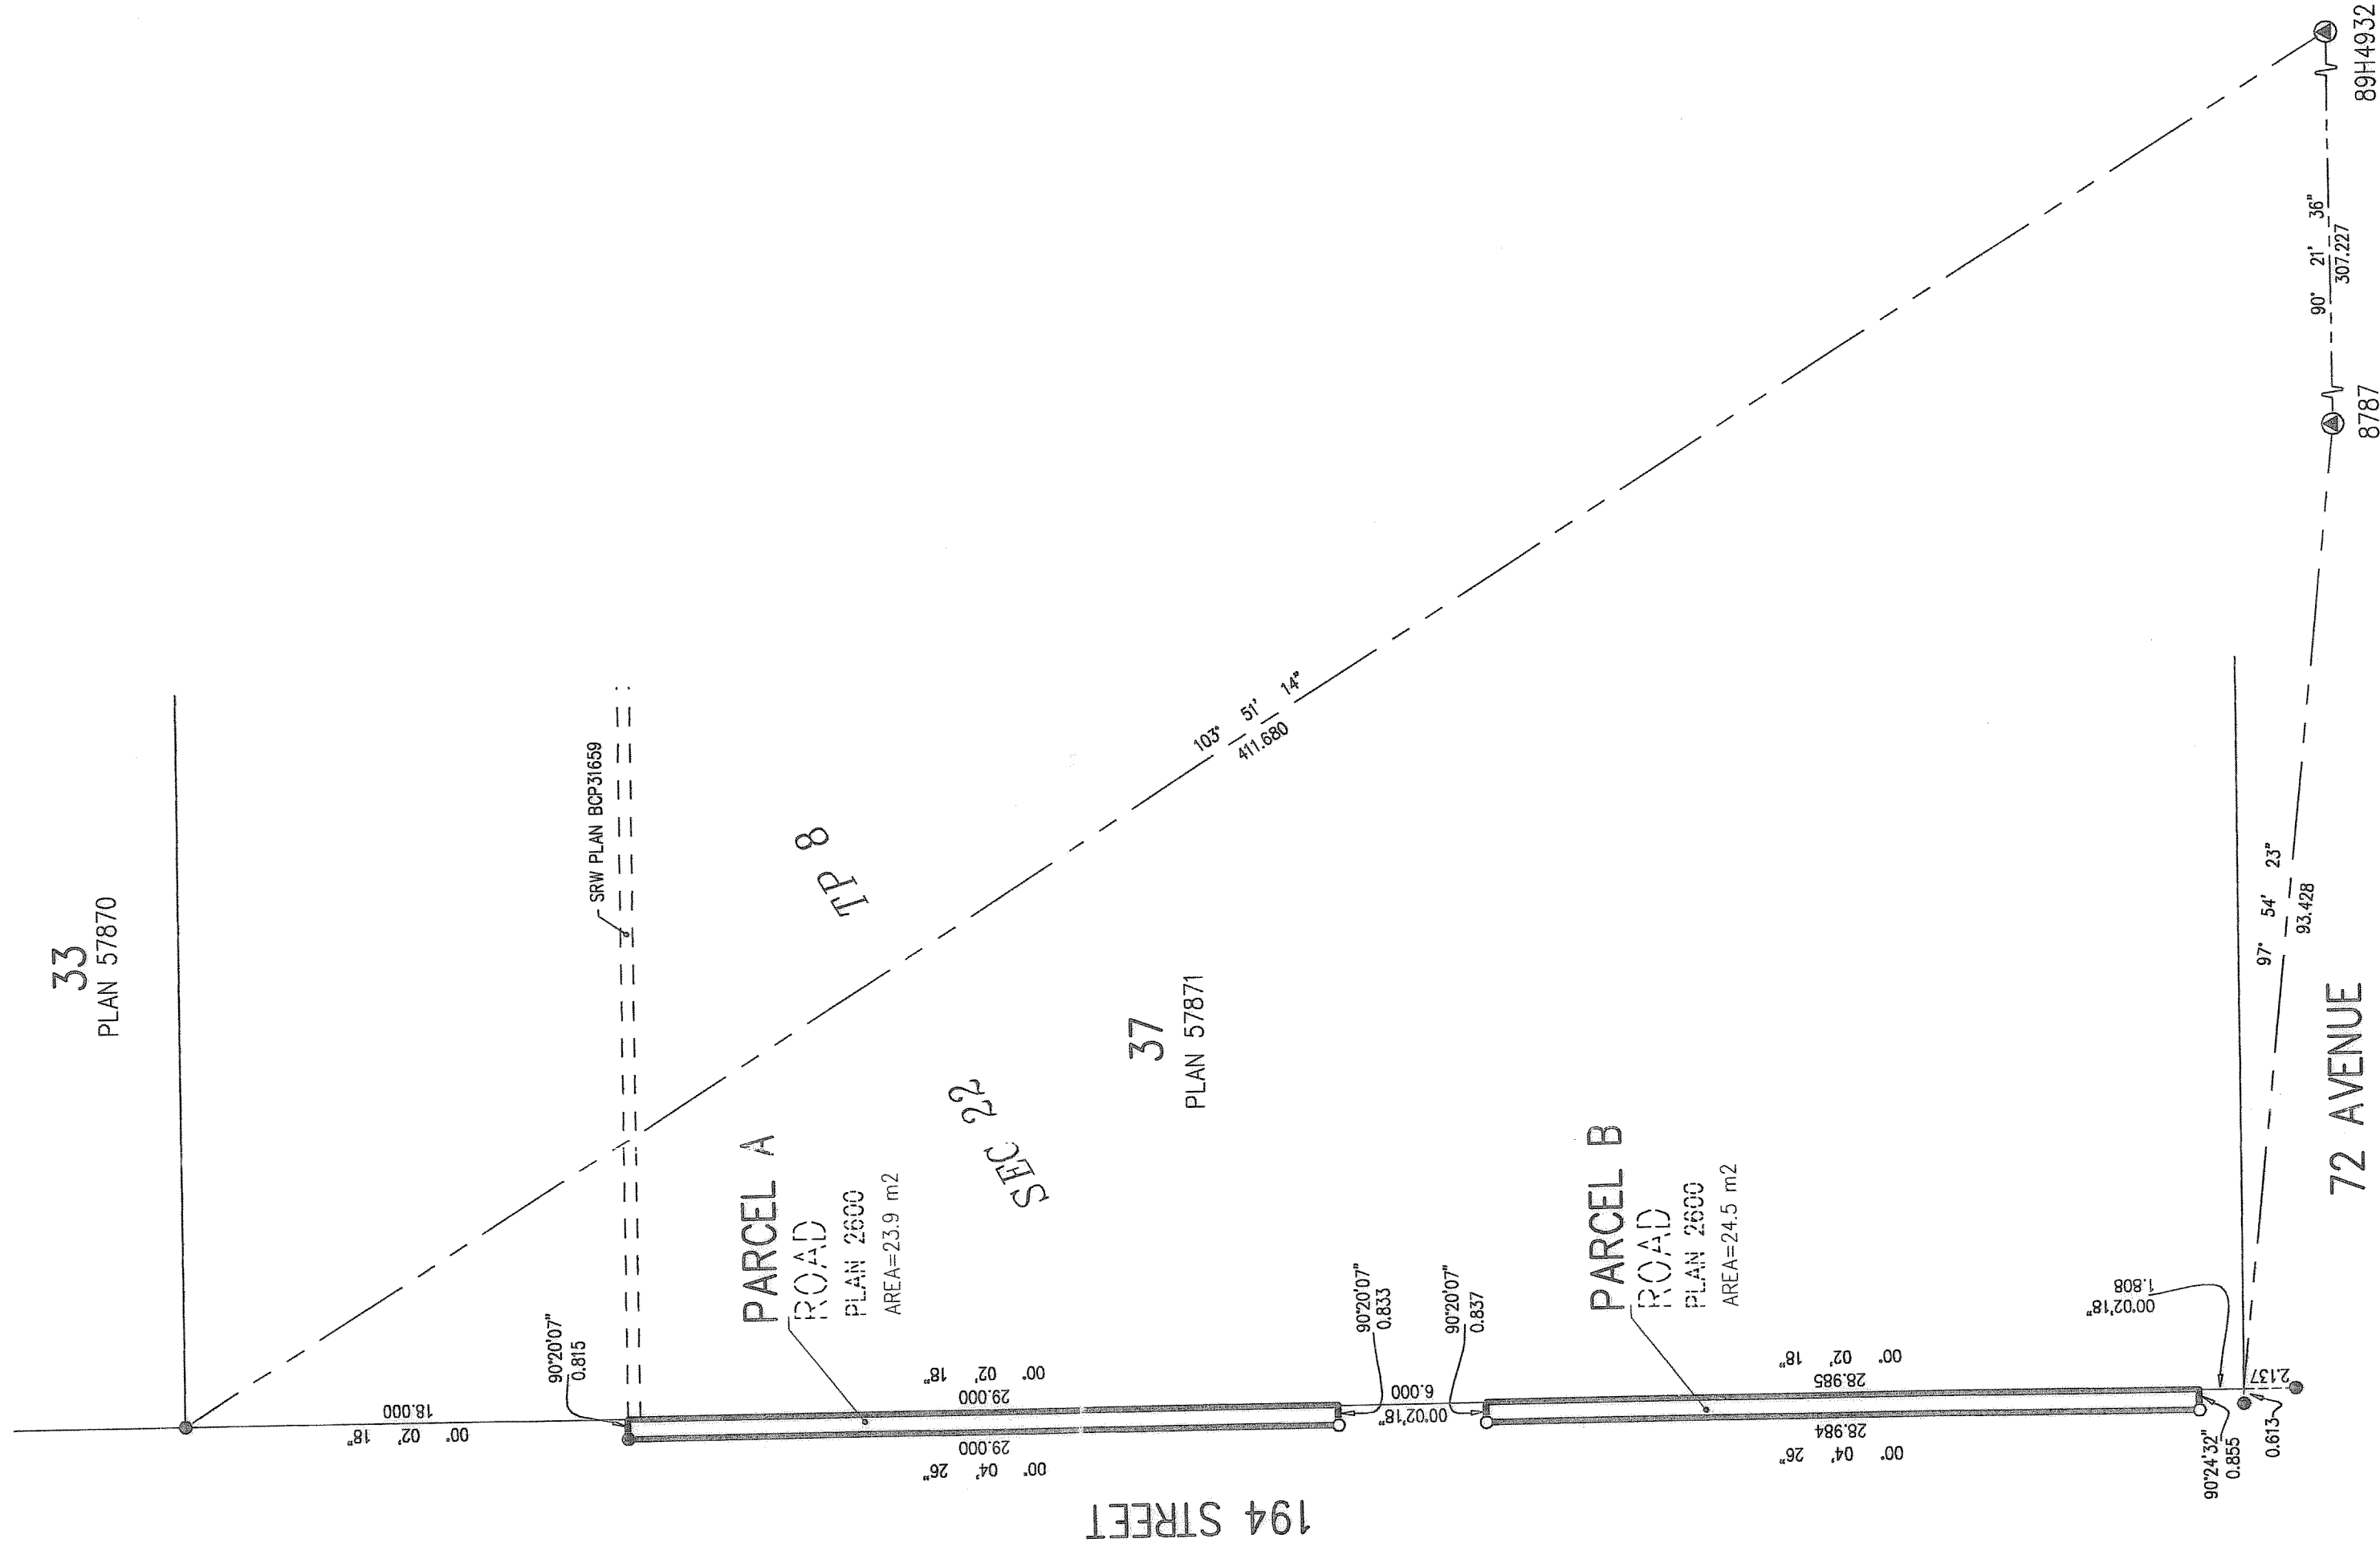 33
PLAN 57870
SRW PLAN BCP31659
TP 8
103° 51' 14"
411.680
18.000
00° 02' 18"
90°20'07"
0.815
PARCEL A
ROAD
PLAN 2600
AREA=23.9 m2
SEC 22
37
PLAN 57871
00° 02' 18"
29.000
29.000
00° 04' 26"
90°20'07"
0.833
6.000
00°02'18"
90°20'07"
0.837
PARCEL B
ROAD
PLAN 2600
AREA=24.5 m2
00° 02' 18"
28.985
28.984
00° 04' 26"
00°02'18"
1.808
2.137
90°24'32"
0.855
0.613
194 STREET
97° 54' 23"
93.428
90° 21' 36"
307.227
72 AVENUE
8787
89H4932